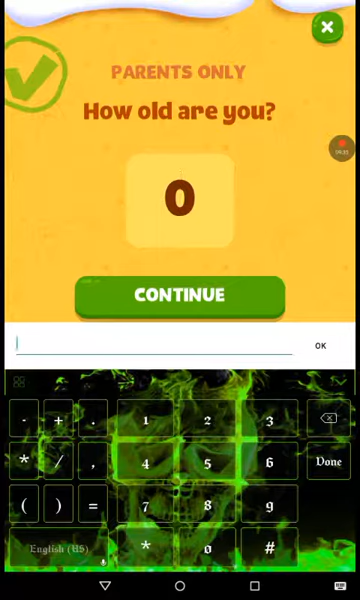 PARENTS ONLY
How old are you?
0
CONTINUE
OK
- + . 1 2 3
* / , 4 5 6 Done
( ) = 7 8 9
English (US) * 0 #